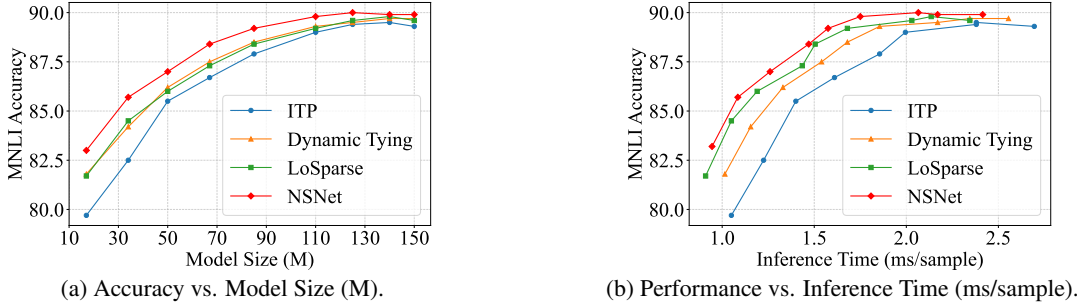 MNLI Accuracy
90.0
87.5
85.0
82.5
80.0
ITP
Dynamic Tying
LoSparse
NSNet
10 30 50 70 90 110 130 150
Model Size (M)
(a) Accuracy vs. Model Size (M).
MNLI Accuracy
90.0
87.5
85.0
82.5
80.0
ITP
Dynamic Tying
LoSparse
NSNet
1.0 1.5 2.0 2.5
Inference Time (ms/sample)
(b) Performance vs. Inference Time (ms/sample).